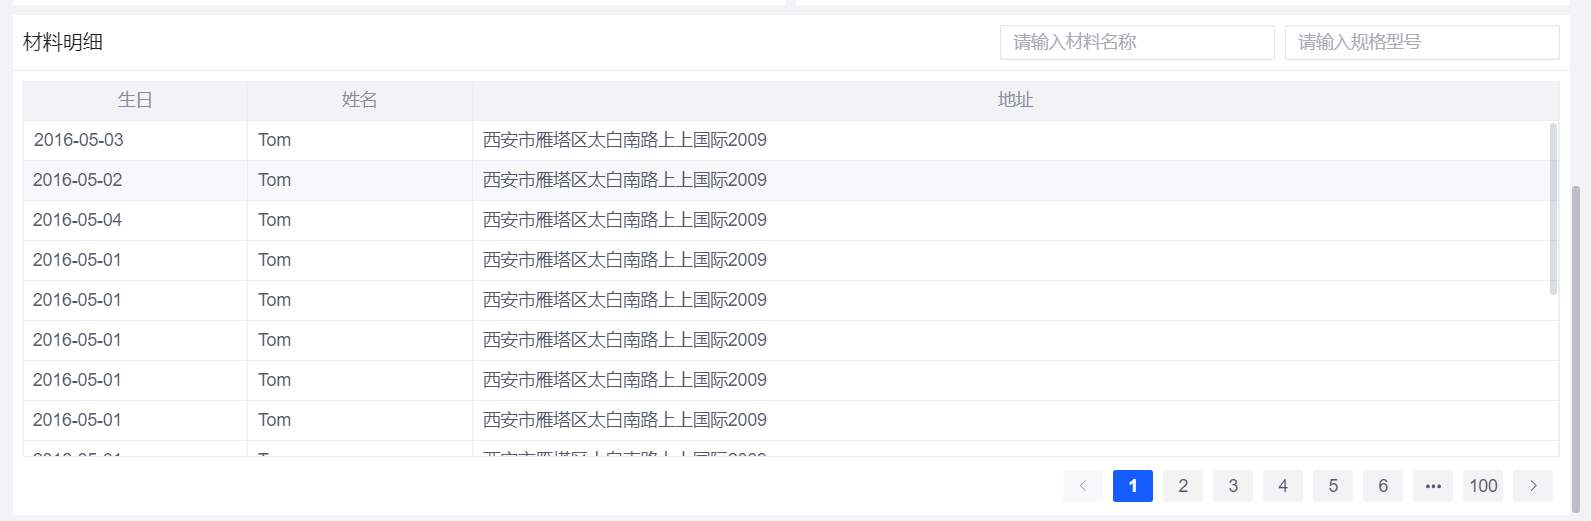 材料明细 请输入材料名称 请输入规格型号
生日 姓名 地址
2016-05-03 Tom 西安市雁塔区太白南路上上国际2009
2016-05-02 Tom 西安市雁塔区太白南路上上国际2009
2016-05-04 Tom 西安市雁塔区太白南路上上国际2009
2016-05-01 Tom 西安市雁塔区太白南路上上国际2009
2016-05-01 Tom 西安市雁塔区太白南路上上国际2009
2016-05-01 Tom 西安市雁塔区太白南路上上国际2009
2016-05-01 Tom 西安市雁塔区太白南路上上国际2009
2016-05-01 Tom 西安市雁塔区太白南路上上国际2009
1 2 3 4 5 6 ••• 100